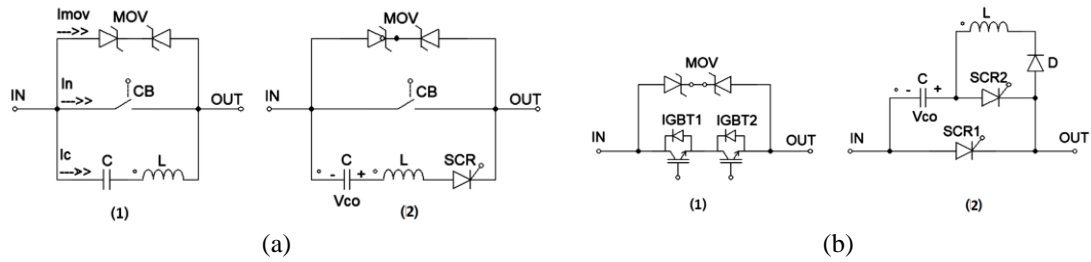 Imov MOV
--->>
In
IN --->> CB OUT
Ic
--->> C L
(1)
MOV
IN CB OUT
C L SCR
- +
Vco
(2)
(a)
MOV
IGBT1 IGBT2
IN OUT
(1)
L
D
C SCR2
- +
Vco SCR1
IN OUT
(2)
(b)